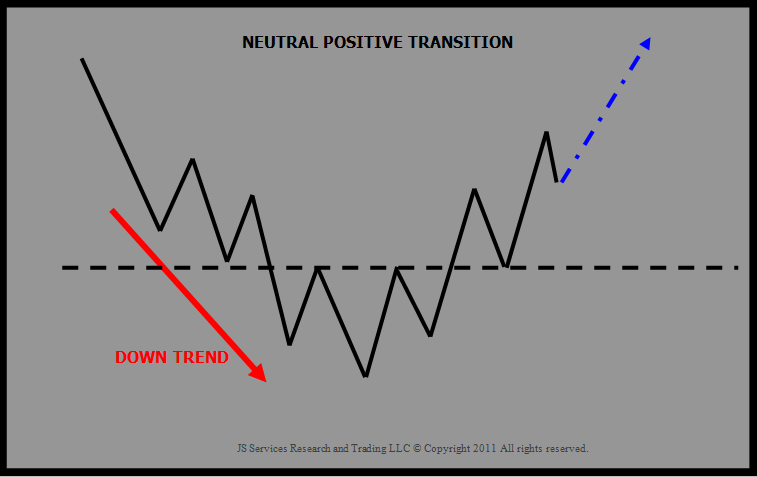 NEUTRAL POSITIVE TRANSITION
DOWN TREND
JS Services Research and Trading LLC © Copyright 2011 All rights reserved.